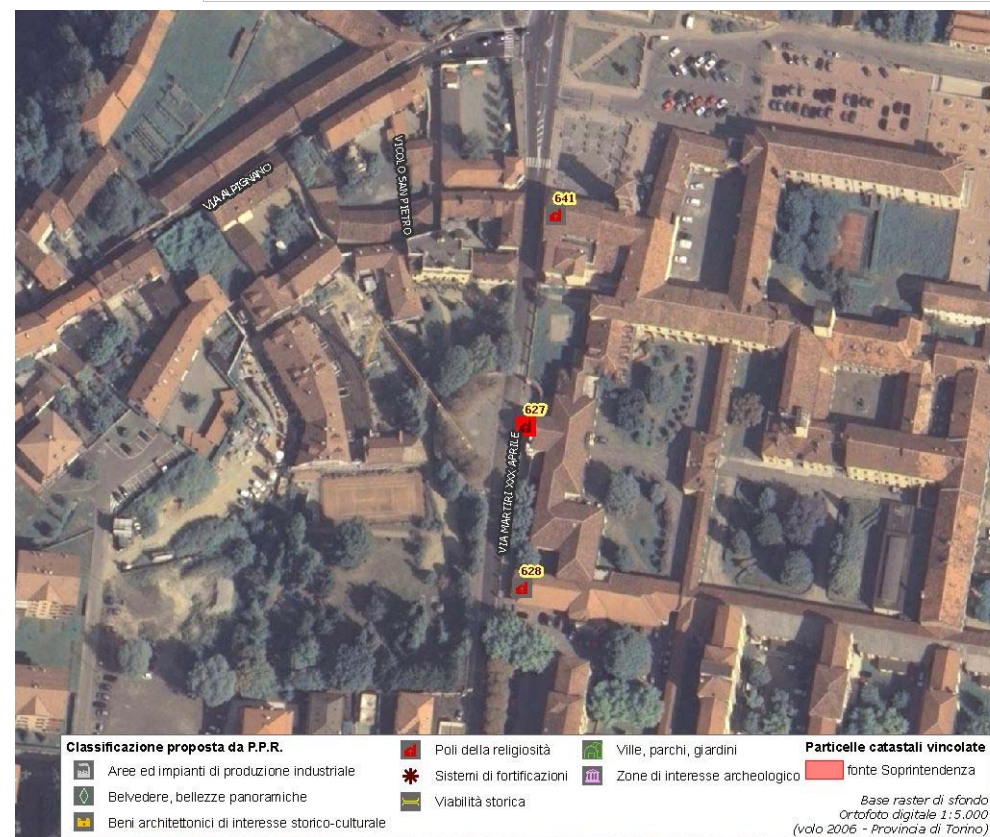 VIA ALPIGNANO
VICOLO SAN PIETRO
641
627
VIA MARTIRI XXX APRILE
628
Classificazione proposta da P.P.R.
Aree ed impianti di produzione industriale
Belvedere, bellezze panoramiche
Beni architettonici di interesse storico-culturale
Poli della religiosità
Sistemi di fortificazioni
Viabilità storica
Ville, parchi, giardini
Zone di interesse archeologico
Particelle catastali vincolate
fonte Soprintendenza
Base raster di sfondo
Ortofoto digitale 1:5.000
(volo 2006 - Provincia di Torino)